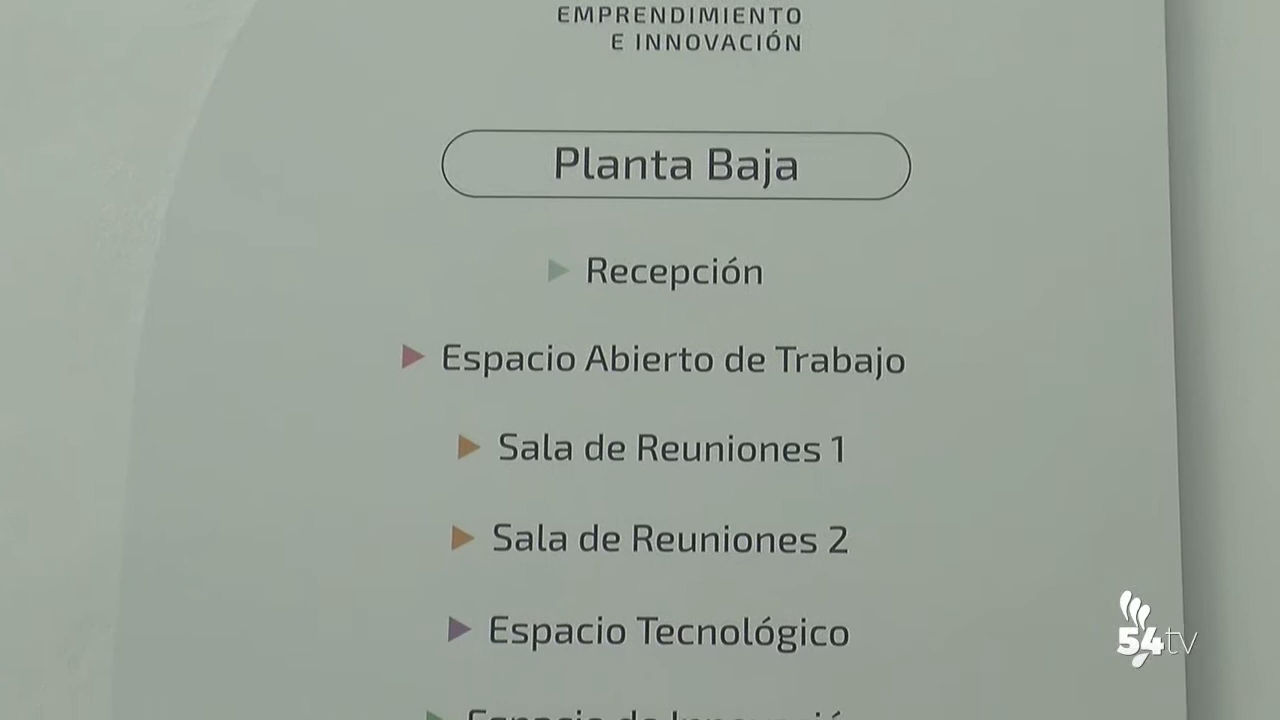 EMPRENDIMIENTO
E INNOVACIÓN
Planta Baja
Recepción
Espacio Abierto de Trabajo
Sala de Reuniones 1
Sala de Reuniones 2
Espacio Tecnológico
54tv